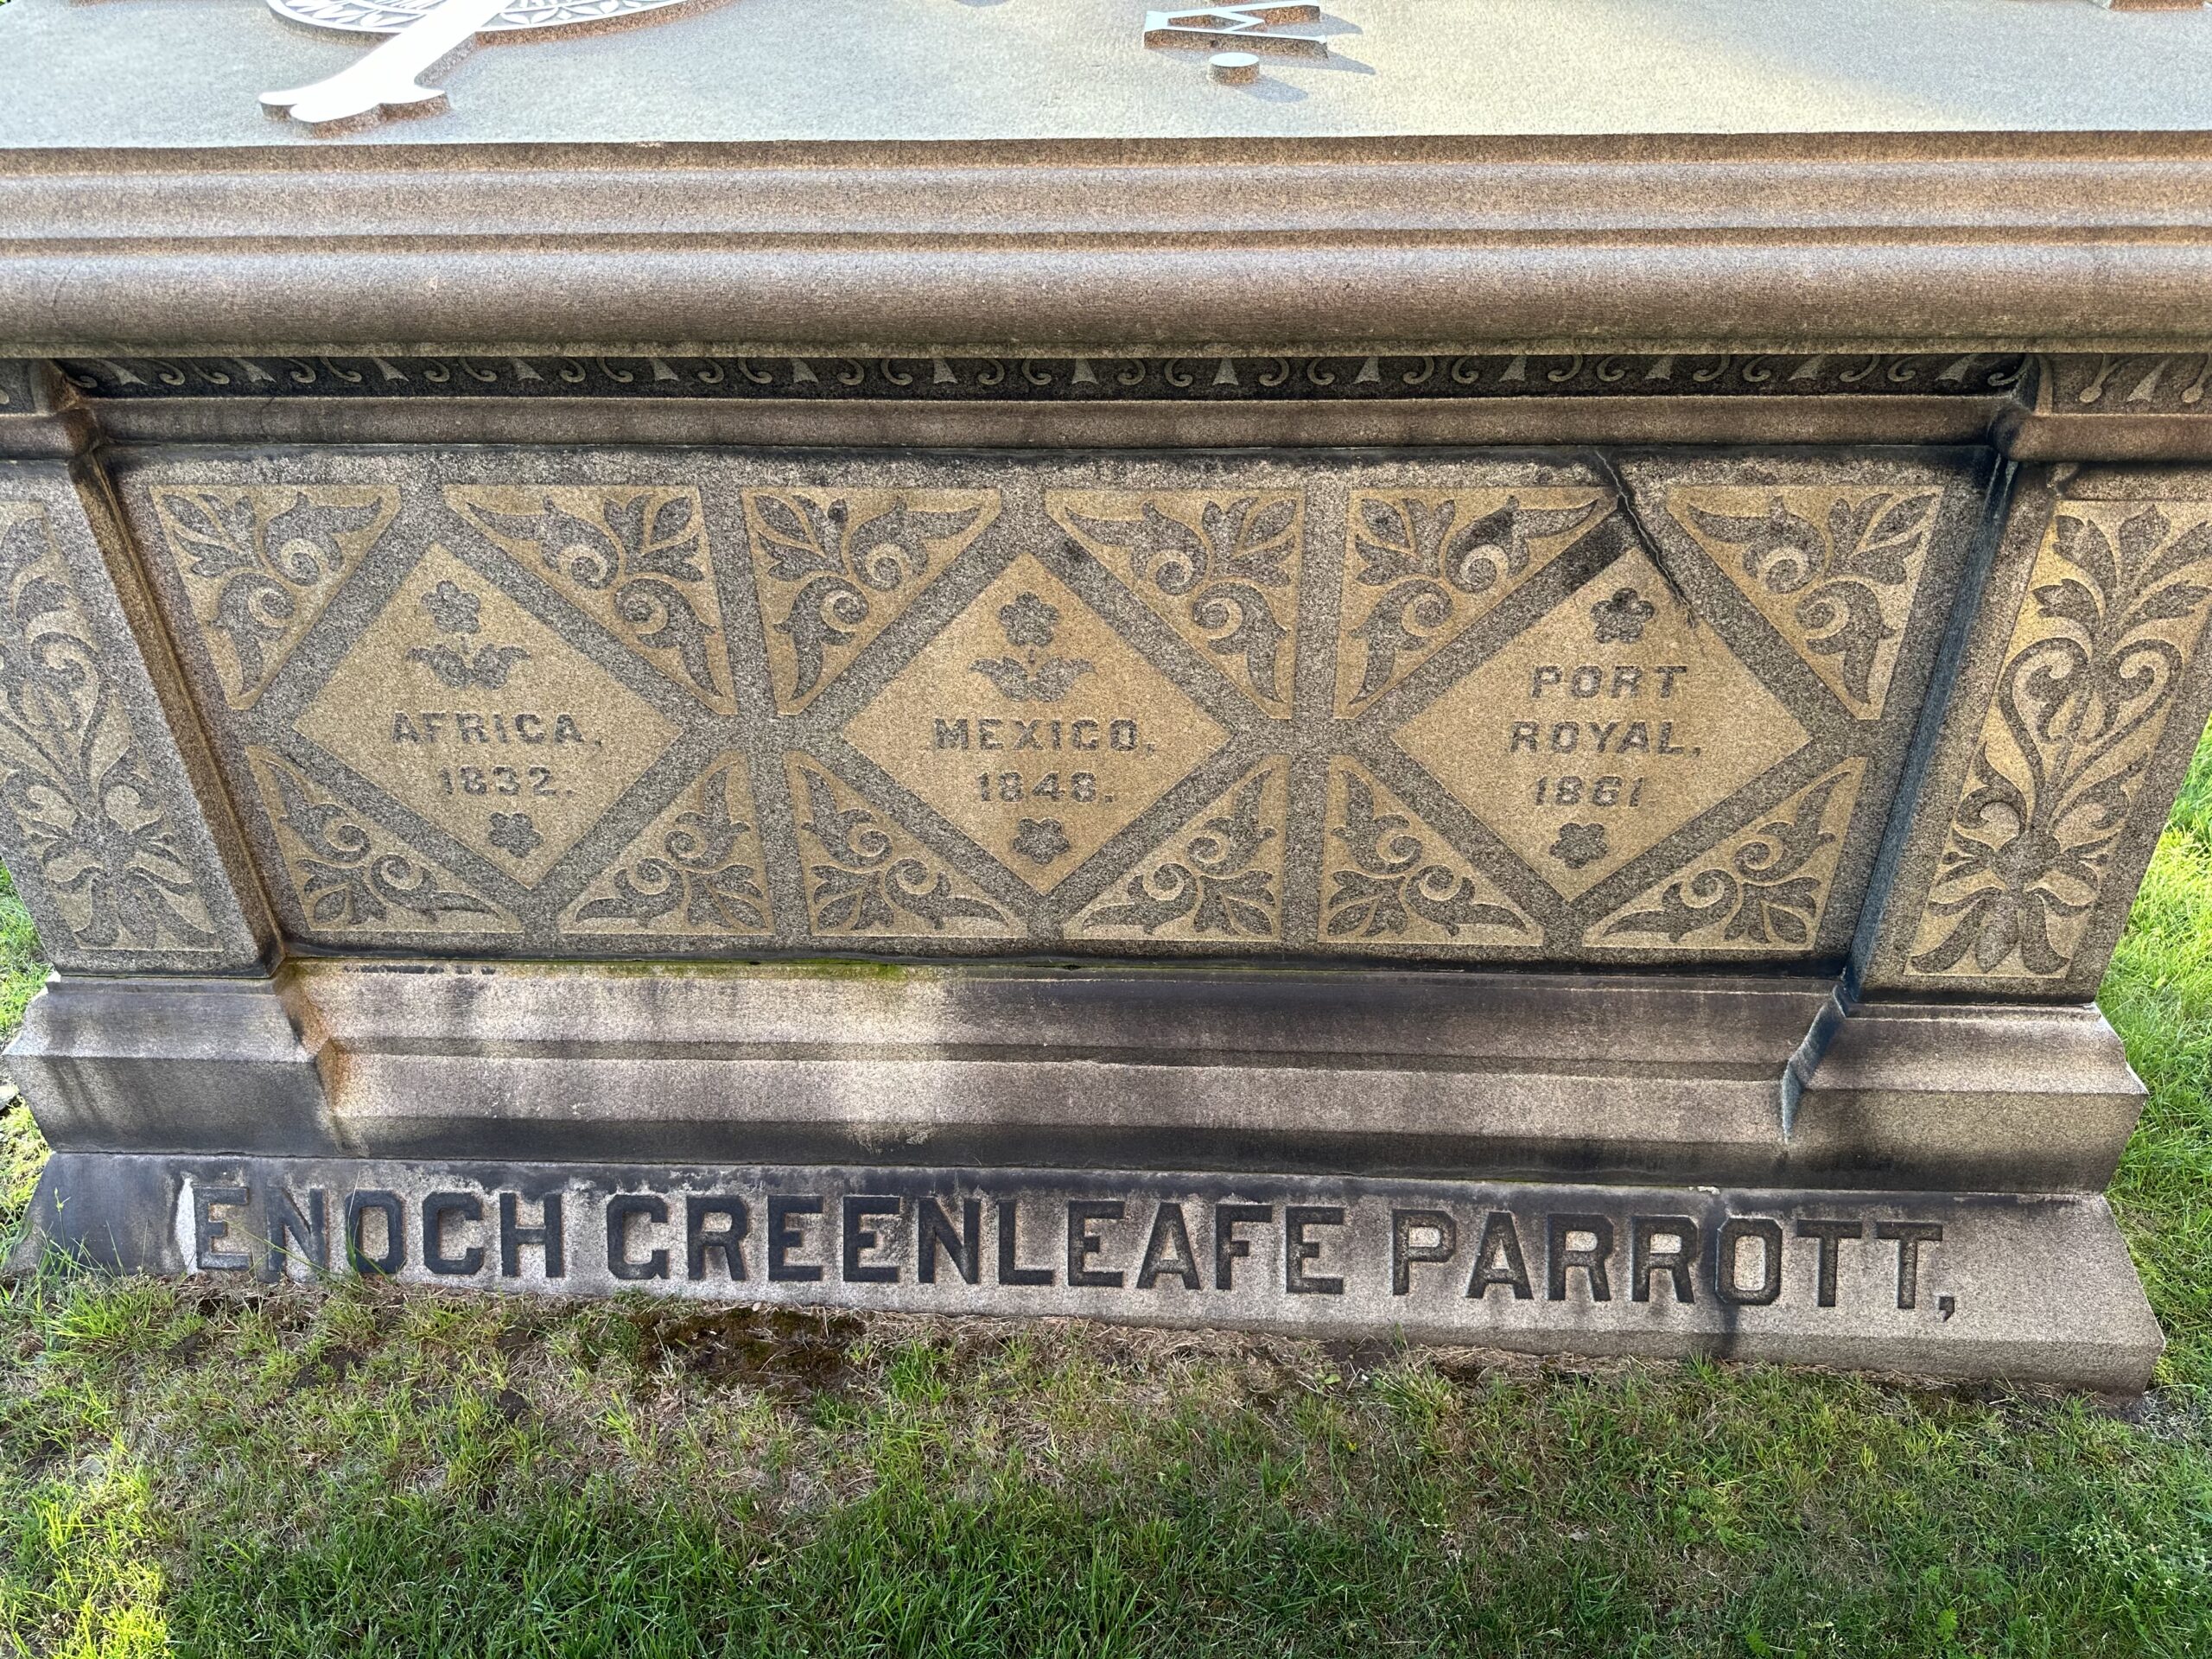 AFRICA.
1832.
MEXICO.
1848.
PORT
ROYAL.
1861
ENOCH GREENLEAFE PARROTT,